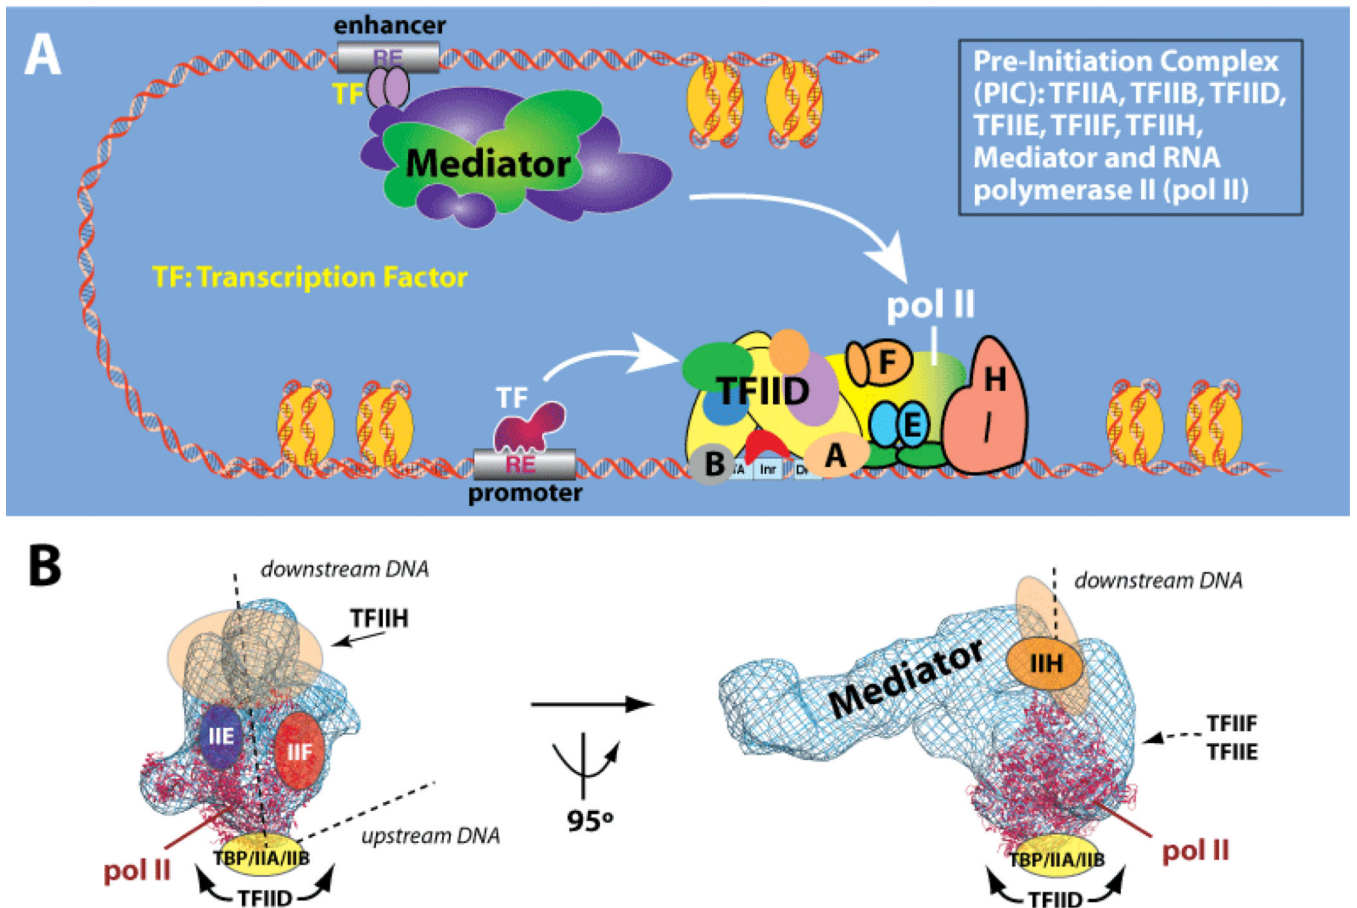 A
enhancer
RE
TF
Mediator
Pre-Initiation Complex
(PIC): TFIIA, TFIIB, TFIID,
TFIIE, TFIIF, TFIIH,
Mediator and RNA
polymerase II (pol II)
TF: Transcription Factor
pol II
TF
RE
promoter
TFIID
F
H
E
B
Inr
A
B
downstream DNA
TFIIH
IIE
IIF
upstream DNA
pol II
TBP/IIA/IIB
TFIID
95º
downstream DNA
Mediator
IIH
TFIIF
TFIIE
pol II
TBP/IIA/IIB
TFIID